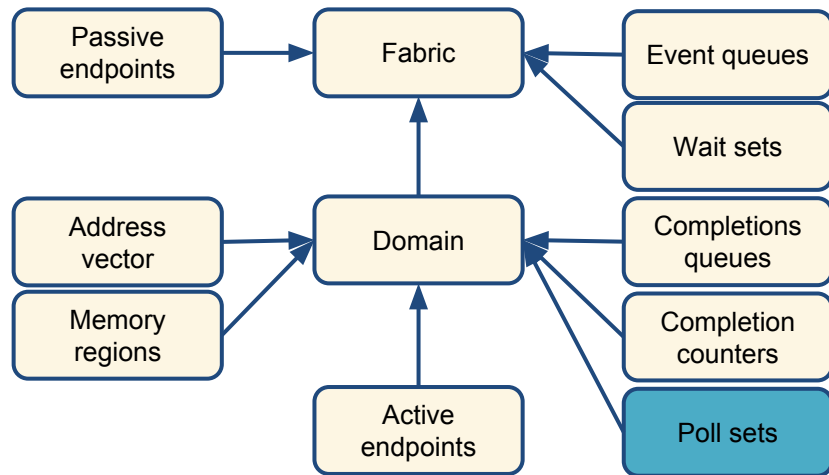 Passive
endpoints
Fabric
Event queues
Wait sets
Address
vector
Domain
Completions
queues
Memory
regions
Completion
counters
Active
endpoints
Poll sets